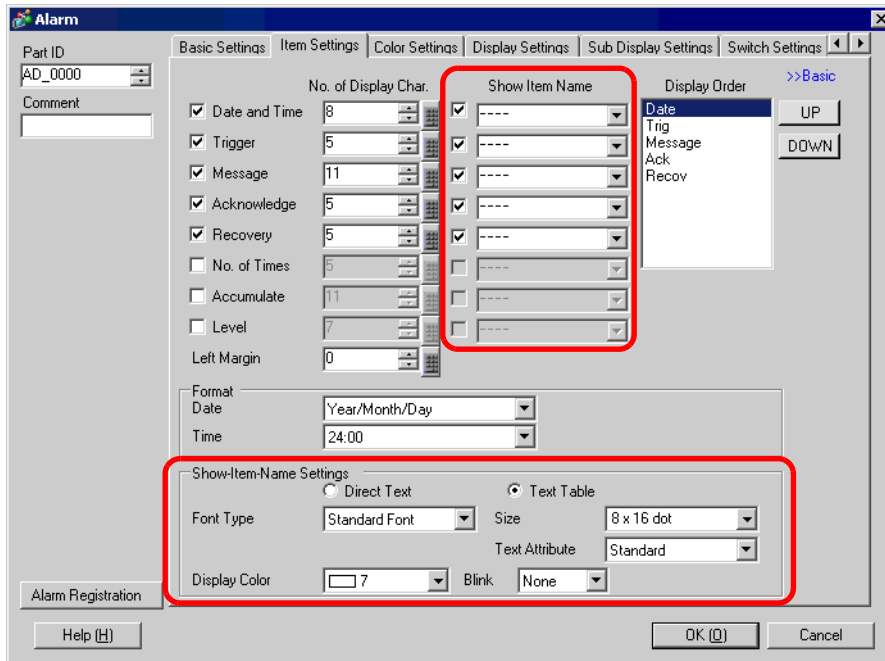 Alarm
Part ID
AD_0000
Comment
Basic Settings Item Settings Color Settings Display Settings Sub Display Settings Switch Settings
No. of Display Char. Show Item Name Display Order >>Basic
Date and Time 8 ----
Trigger 5 ----
Message 11 ----
Acknowledge 5 ----
Recovery 5 ----
No. of Times 5 ----
Accumulate 11 ----
Level 7 ----
Left Margin 0
Date
Trig
Message
Ack
Recov
UP
DOWN
Format
Date Year/Month/Day
Time 24:00
Show-Item-Name Settings
Direct Text Text Table
Font Type Standard Font Size 8 x 16 dot
Text Attribute Standard
Display Color 7 Blink None
Alarm Registration
Help (H) OK (O) Cancel